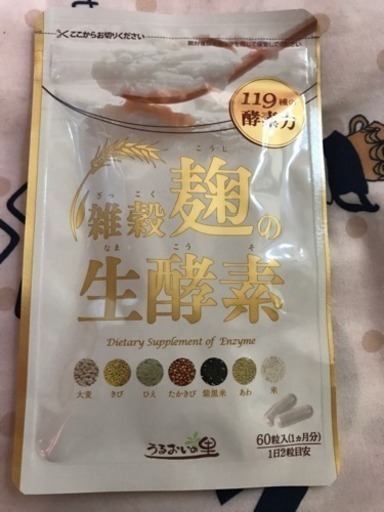 ここからお切りください
119種の
酵素力
ざっこく こうじ
雑穀麹の
なま こうそ
生酵素
Dietary Supplement of Enzyme
大麦 きび ひえ たかきび 紫黒米 あわ 米
60粒入(1ヵ月分)
1日2粒目安
うるおいの里